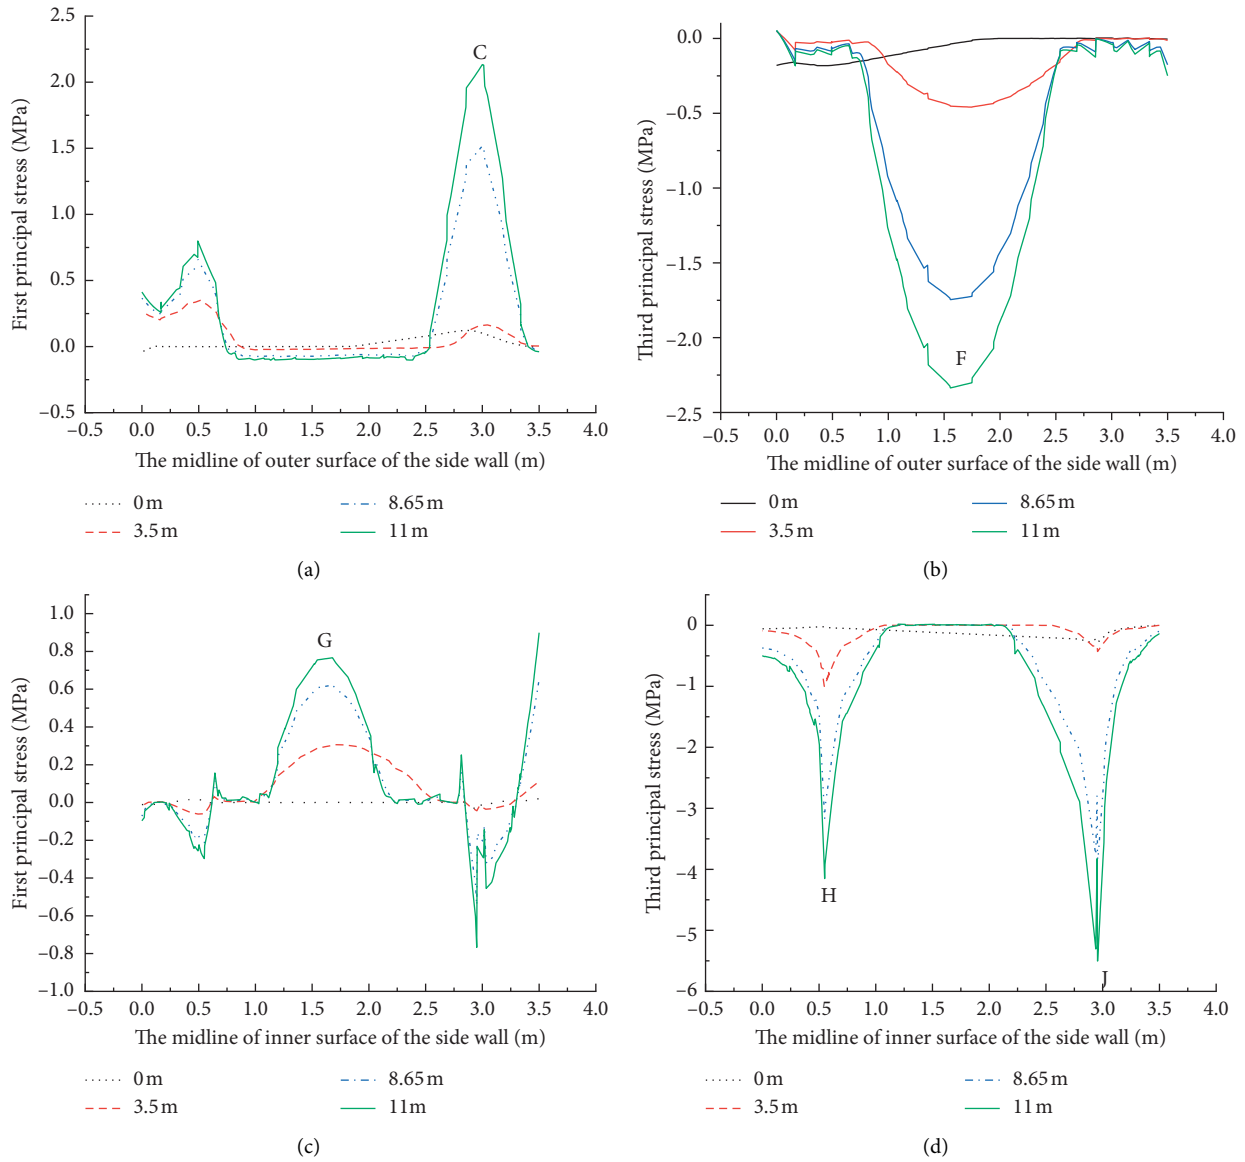 2.5
2.0
1.5
1.0
0.5
0.0
–0.5
First principal stress (MPa)
C
–0.5 0.0 0.5 1.0 1.5 2.0 2.5 3.0 3.5 4.0
The midline of outer surface of the side wall (m)
0 m
3.5 m
8.65 m
11 m
(a)
0.0
–0.5
–1.0
–1.5
–2.0
–2.5
Third principal stress (MPa)
F
–0.5 0.0 0.5 1.0 1.5 2.0 2.5 3.0 3.5 4.0
The midline of outer surface of the side wall (m)
0 m
3.5 m
8.65 m
11 m
(b)
1.0
0.8
0.6
0.4
0.2
0.0
–0.2
–0.4
–0.6
–0.8
–1.0
First principal stress (MPa)
G
–0.5 0.0 0.5 1.0 1.5 2.0 2.5 3.0 3.5 4.0
The midline of inner surface of the side wall (m)
0 m
3.5 m
8.65 m
11m
(c)
0
–1
–2
–3
–4
–5
–6
Third principal stress (MPa)
H
J
–0.5 0.0 0.5 1.0 1.5 2.0 2.5 3.0 3.5 4.0
The midline of inner surface of the side wall (m)
0 m
3.5 m
8.65 m
11 m
(d)